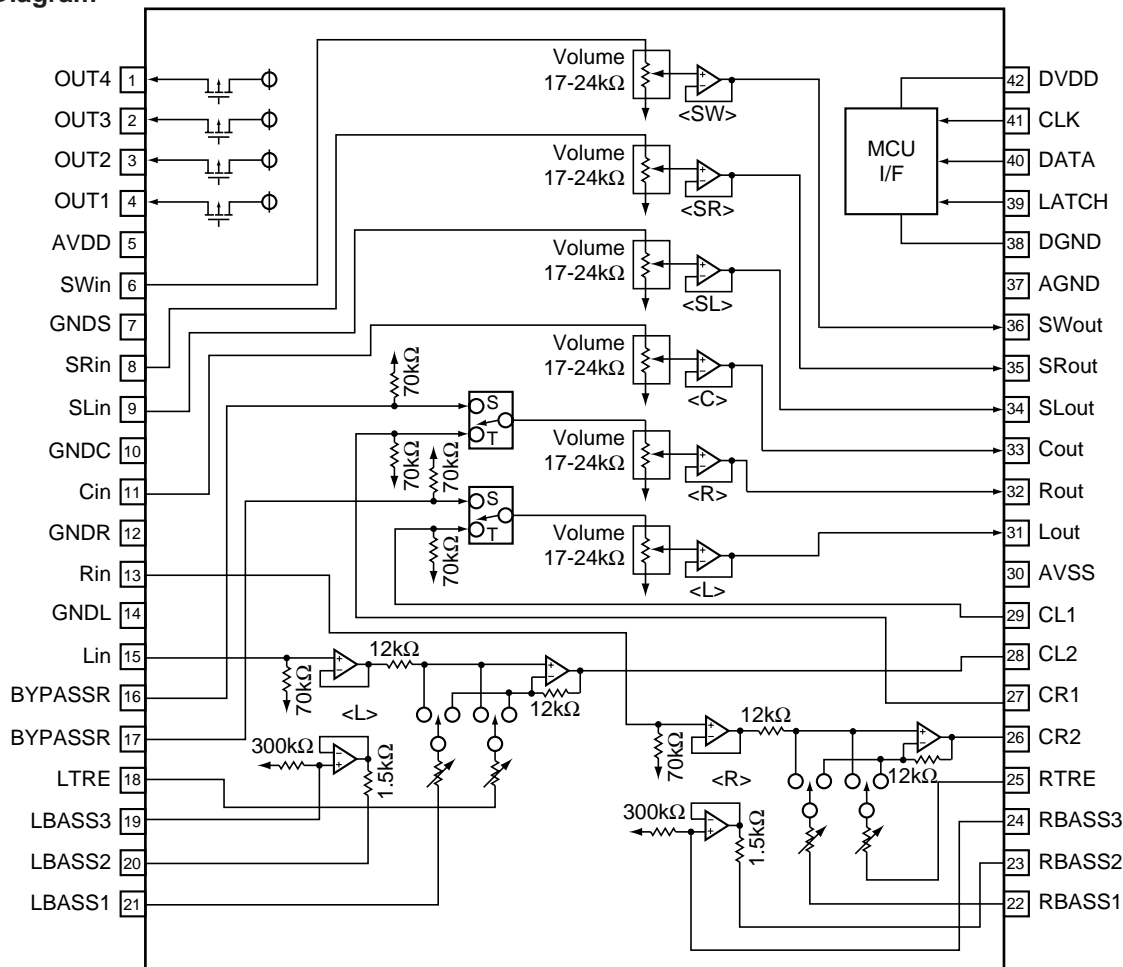 Diagram
OUT4 1
OUT3 2
OUT2 3
OUT1 4
AVDD 5
SWin 6
GNDS 7
SRin 8
SLin 9
GNDC 10
Cin 11
GNDR 12
Rin 13
GNDL 14
Lin 15
BYPASSR 16
BYPASSR 17
LTRE 18
LBASS3 19
LBASS2 20
LBASS1 21
Volume
17-24kΩ
<SW>
Volume
17-24kΩ
<SR>
Volume
17-24kΩ
<SL>
Volume
17-24kΩ
<C>
Volume
17-24kΩ
<R>
Volume
17-24kΩ
<L>
70kΩ
S
T
70kΩ
70kΩ
S
T
70kΩ
12kΩ
70kΩ
<L>
12kΩ
300kΩ
1.5kΩ
12kΩ
70kΩ
<R>
12kΩ
300kΩ
1.5kΩ
MCU
I/F
42 DVDD
41 CLK
40 DATA
39 LATCH
38 DGND
37 AGND
36 SWout
35 SRout
34 SLout
33 Cout
32 Rout
31 Lout
30 AVSS
29 CL1
28 CL2
27 CR1
26 CR2
25 RTRE
24 RBASS3
23 RBASS2
22 RBASS1